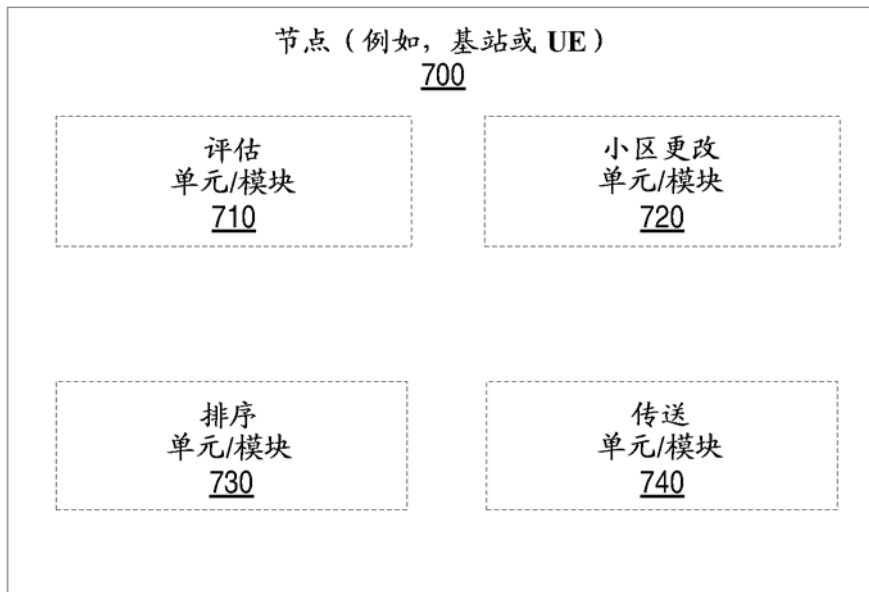 节点（例如，基站或 UE）
700
评估
单元/模块
710
小区更改
单元/模块
720
排序
单元/模块
730
传送
单元/模块
740